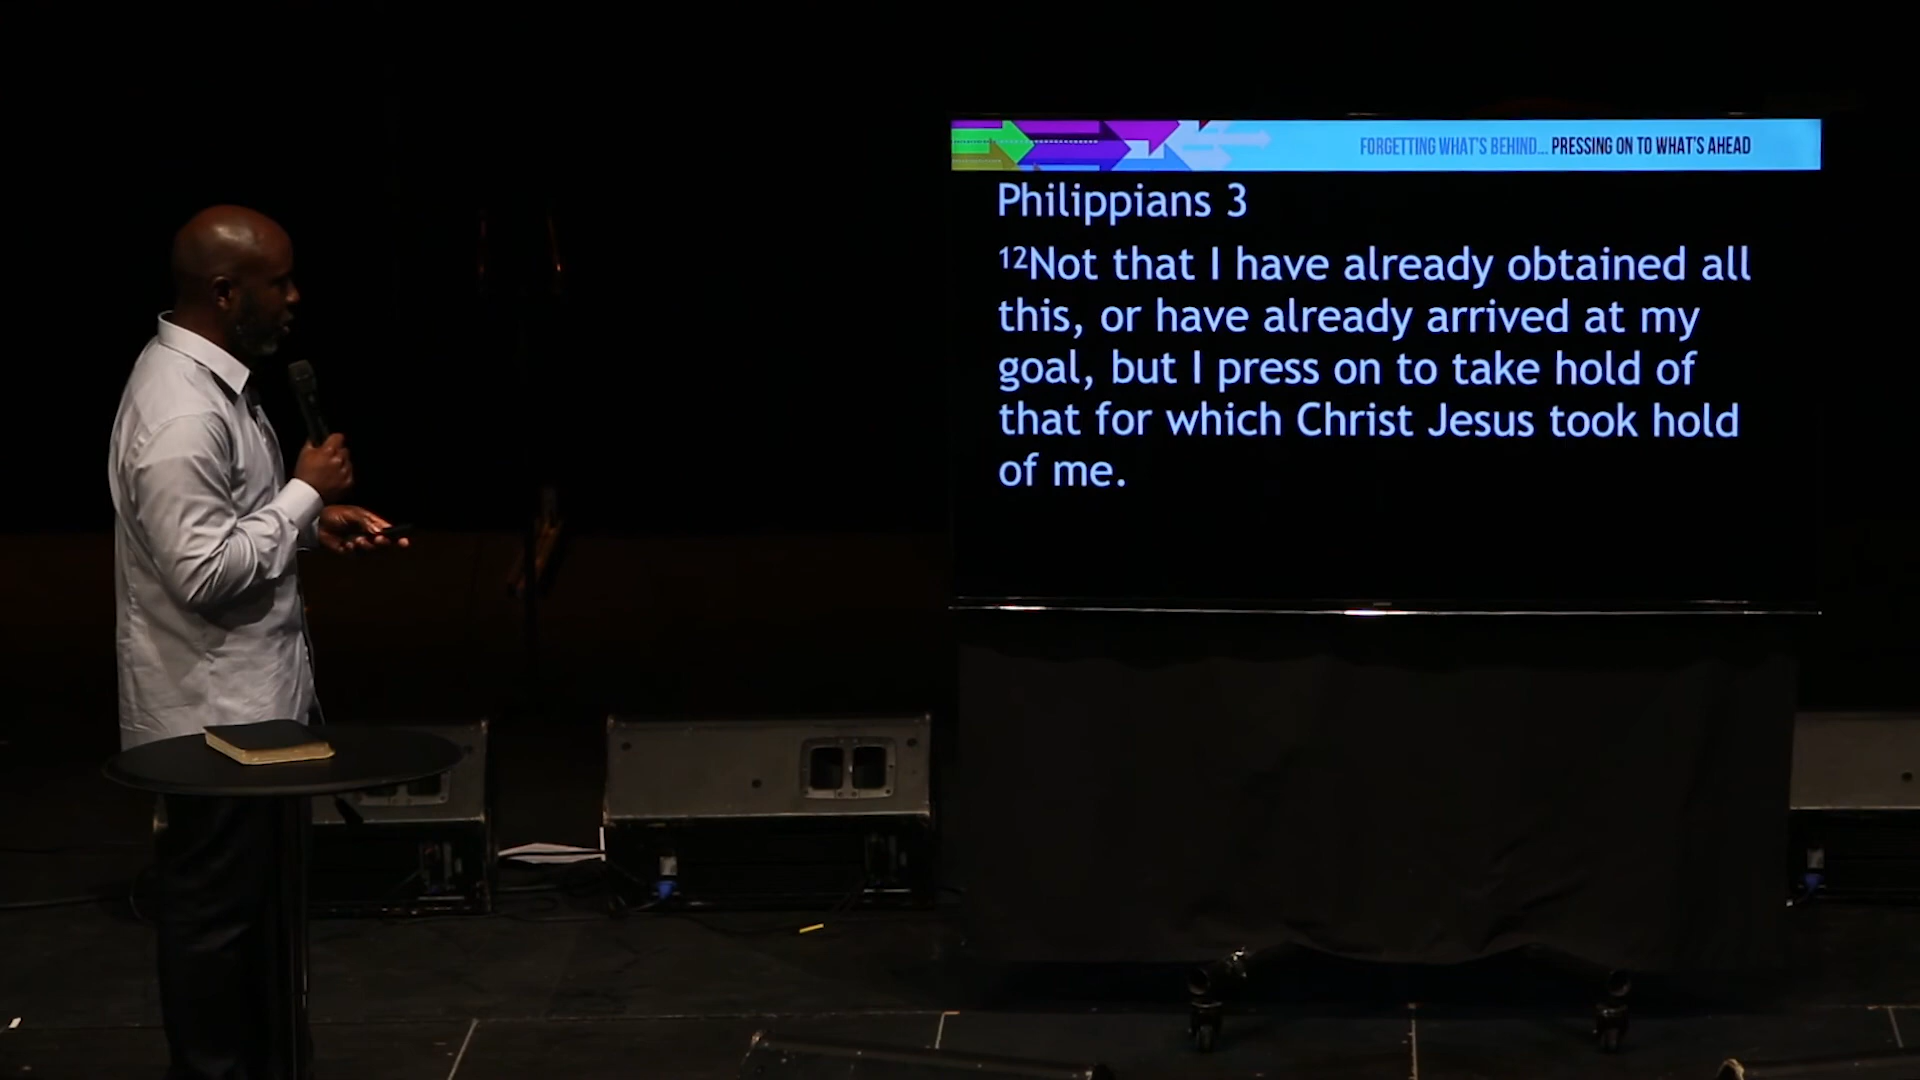 FORGETTING WHAT'S BEHIND... PRESSING ON TO WHAT'S AHEAD
Philippians 3
¹²Not that I have already obtained all
this, or have already arrived at my
goal, but I press on to take hold of
that for which Christ Jesus took hold
of me.